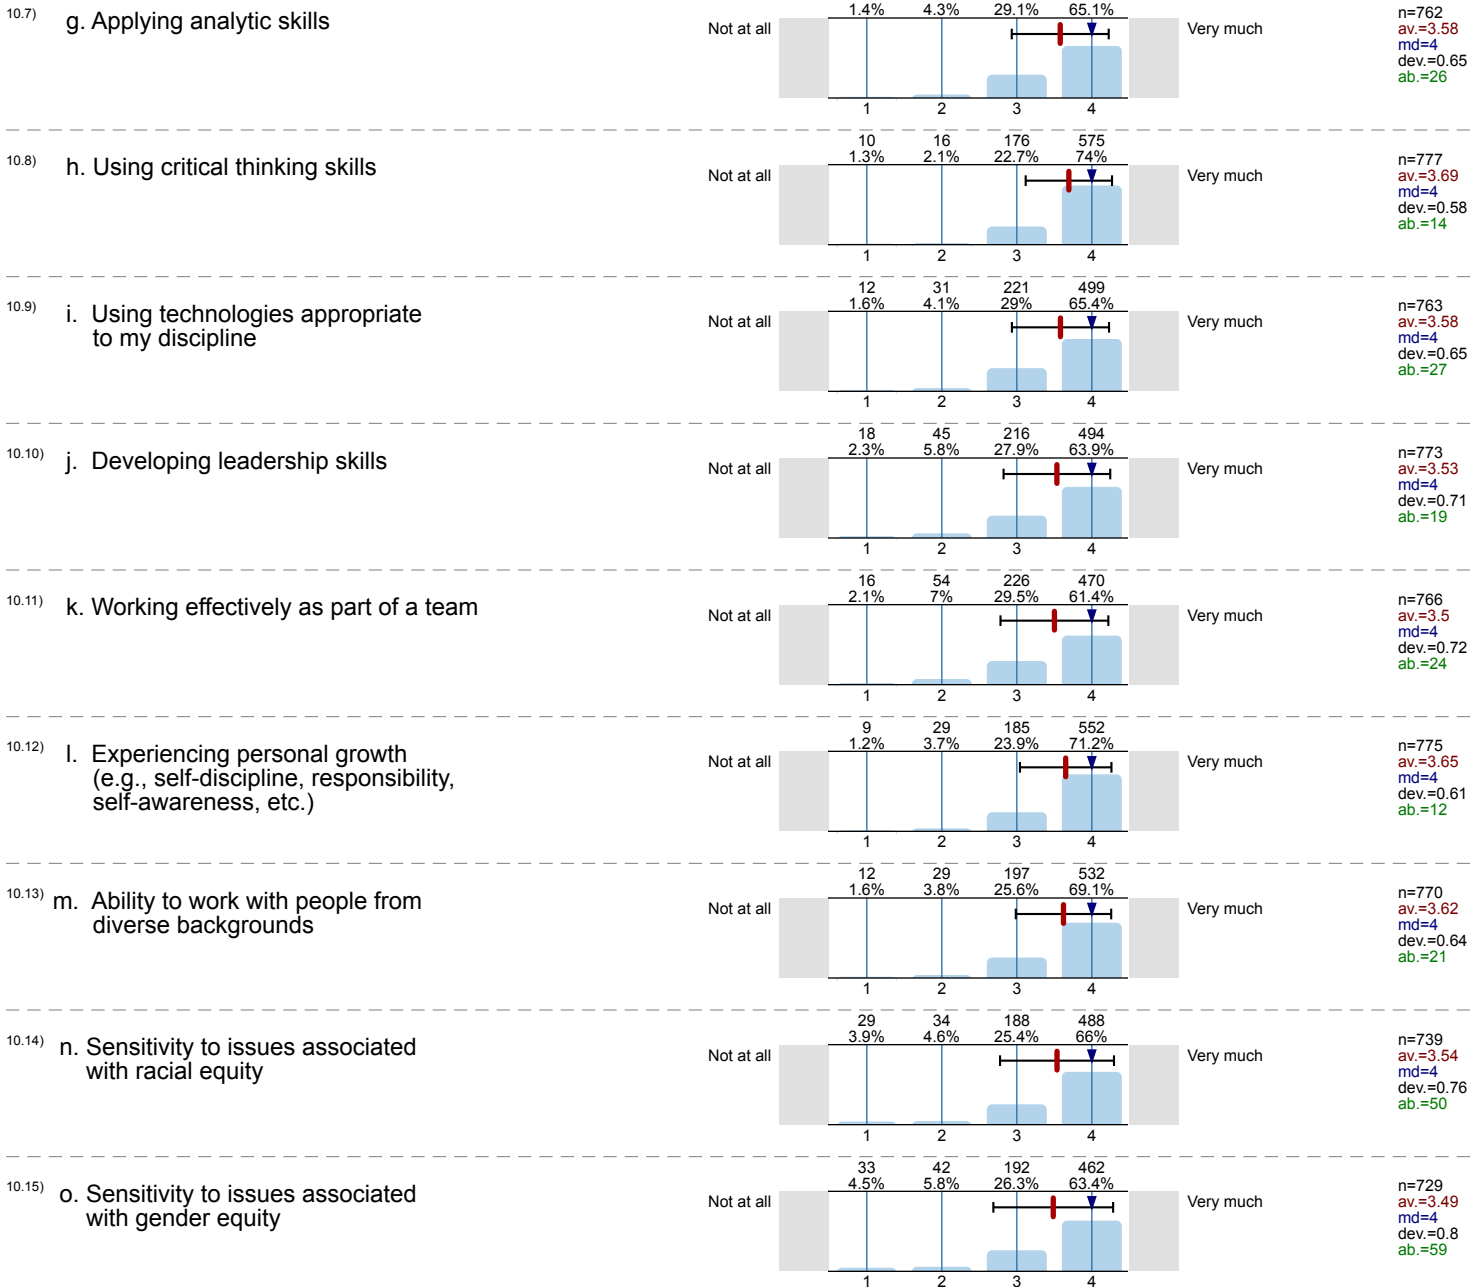 1.4% 4.3% 29.1% 65.1%
10.7) g. Applying analytic skills
Not at all
Very much
n=762
av.=3.58
md=4
dev.=0.65
ab.=26
1 2 3 4
10 16 176 575
1.3% 2.1% 22.7% 74%
10.8) h. Using critical thinking skills
Not at all
Very much
n=777
av.=3.69
md=4
dev.=0.58
ab.=14
1 2 3 4
12 31 221 499
1.6% 4.1% 29% 65.4%
10.9) i. Using technologies appropriate
to my discipline
Not at all
Very much
n=763
av.=3.58
md=4
dev.=0.65
ab.=27
1 2 3 4
18 45 216 494
2.3% 5.8% 27.9% 63.9%
10.10) j. Developing leadership skills
Not at all
Very much
n=773
av.=3.53
md=4
dev.=0.71
ab.=19
1 2 3 4
16 54 226 470
2.1% 7% 29.5% 61.4%
10.11) k. Working effectively as part of a team
Not at all
Very much
n=766
av.=3.5
md=4
dev.=0.72
ab.=24
1 2 3 4
9 29 185 552
1.2% 3.7% 23.9% 71.2%
10.12) l. Experiencing personal growth
(e.g., self-discipline, responsibility,
self-awareness, etc.)
Not at all
Very much
n=775
av.=3.65
md=4
dev.=0.61
ab.=12
1 2 3 4
12 29 197 532
1.6% 3.8% 25.6% 69.1%
10.13) m. Ability to work with people from
diverse backgrounds
Not at all
Very much
n=770
av.=3.62
md=4
dev.=0.64
ab.=21
1 2 3 4
29 34 188 488
3.9% 4.6% 25.4% 66%
10.14) n. Sensitivity to issues associated
with racial equity
Not at all
Very much
n=739
av.=3.54
md=4
dev.=0.76
ab.=50
1 2 3 4
33 42 192 462
4.5% 5.8% 26.3% 63.4%
10.15) o. Sensitivity to issues associated
with gender equity
Not at all
Very much
n=729
av.=3.49
md=4
dev.=0.8
ab.=59
1 2 3 4